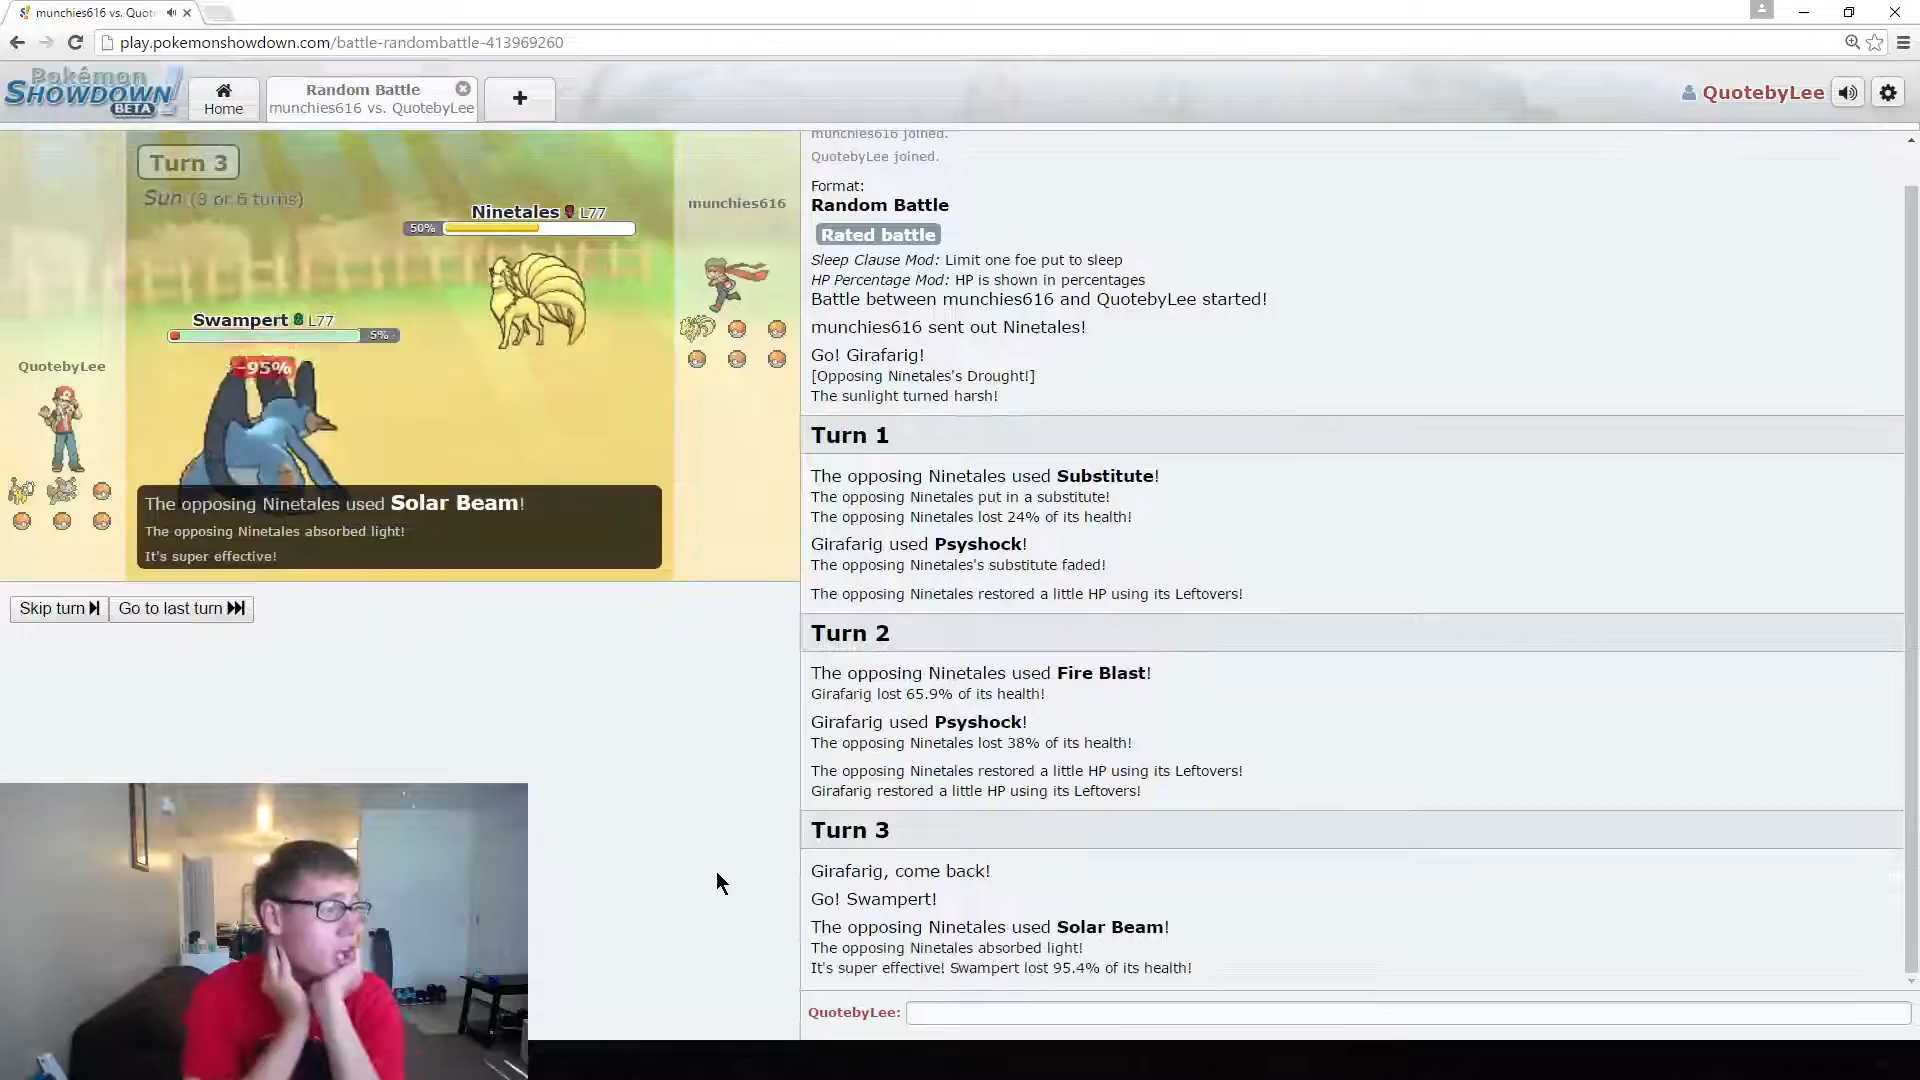 munchies616 vs. Quot
play.pokemonshowdown.com/battle-randombattle-413969260
Pokémon
SHOWDOWN
BETA
Home
Random Battle
munchies616 vs. QuotebyLee
+
QuotebyLee
Turn 3
Sun (3 or 6 turns)
Ninetales L77
50%
Swampert L77
5%
-95%
QuotebyLee
munchies616
The opposing Ninetales used Solar Beam!
The opposing Ninetales absorbed light!
It's super effective!
Skip turn
Go to last turn
munchies616 joined.
QuotebyLee joined.
Format:
Random Battle
Rated battle
Sleep Clause Mod: Limit one foe put to sleep
HP Percentage Mod: HP is shown in percentages
Battle between munchies616 and QuotebyLee started!
munchies616 sent out Ninetales!
Go! Girafarig!
[Opposing Ninetales's Drought!]
The sunlight turned harsh!
Turn 1
The opposing Ninetales used Substitute!
The opposing Ninetales put in a substitute!
The opposing Ninetales lost 24% of its health!
Girafarig used Psyshock!
The opposing Ninetales's substitute faded!
The opposing Ninetales restored a little HP using its Leftovers!
Turn 2
The opposing Ninetales used Fire Blast!
Girafarig lost 65.9% of its health!
Girafarig used Psyshock!
The opposing Ninetales lost 38% of its health!
The opposing Ninetales restored a little HP using its Leftovers!
Girafarig restored a little HP using its Leftovers!
Turn 3
Girafarig, come back!
Go! Swampert!
The opposing Ninetales used Solar Beam!
The opposing Ninetales absorbed light!
It's super effective! Swampert lost 95.4% of its health!
QuotebyLee: